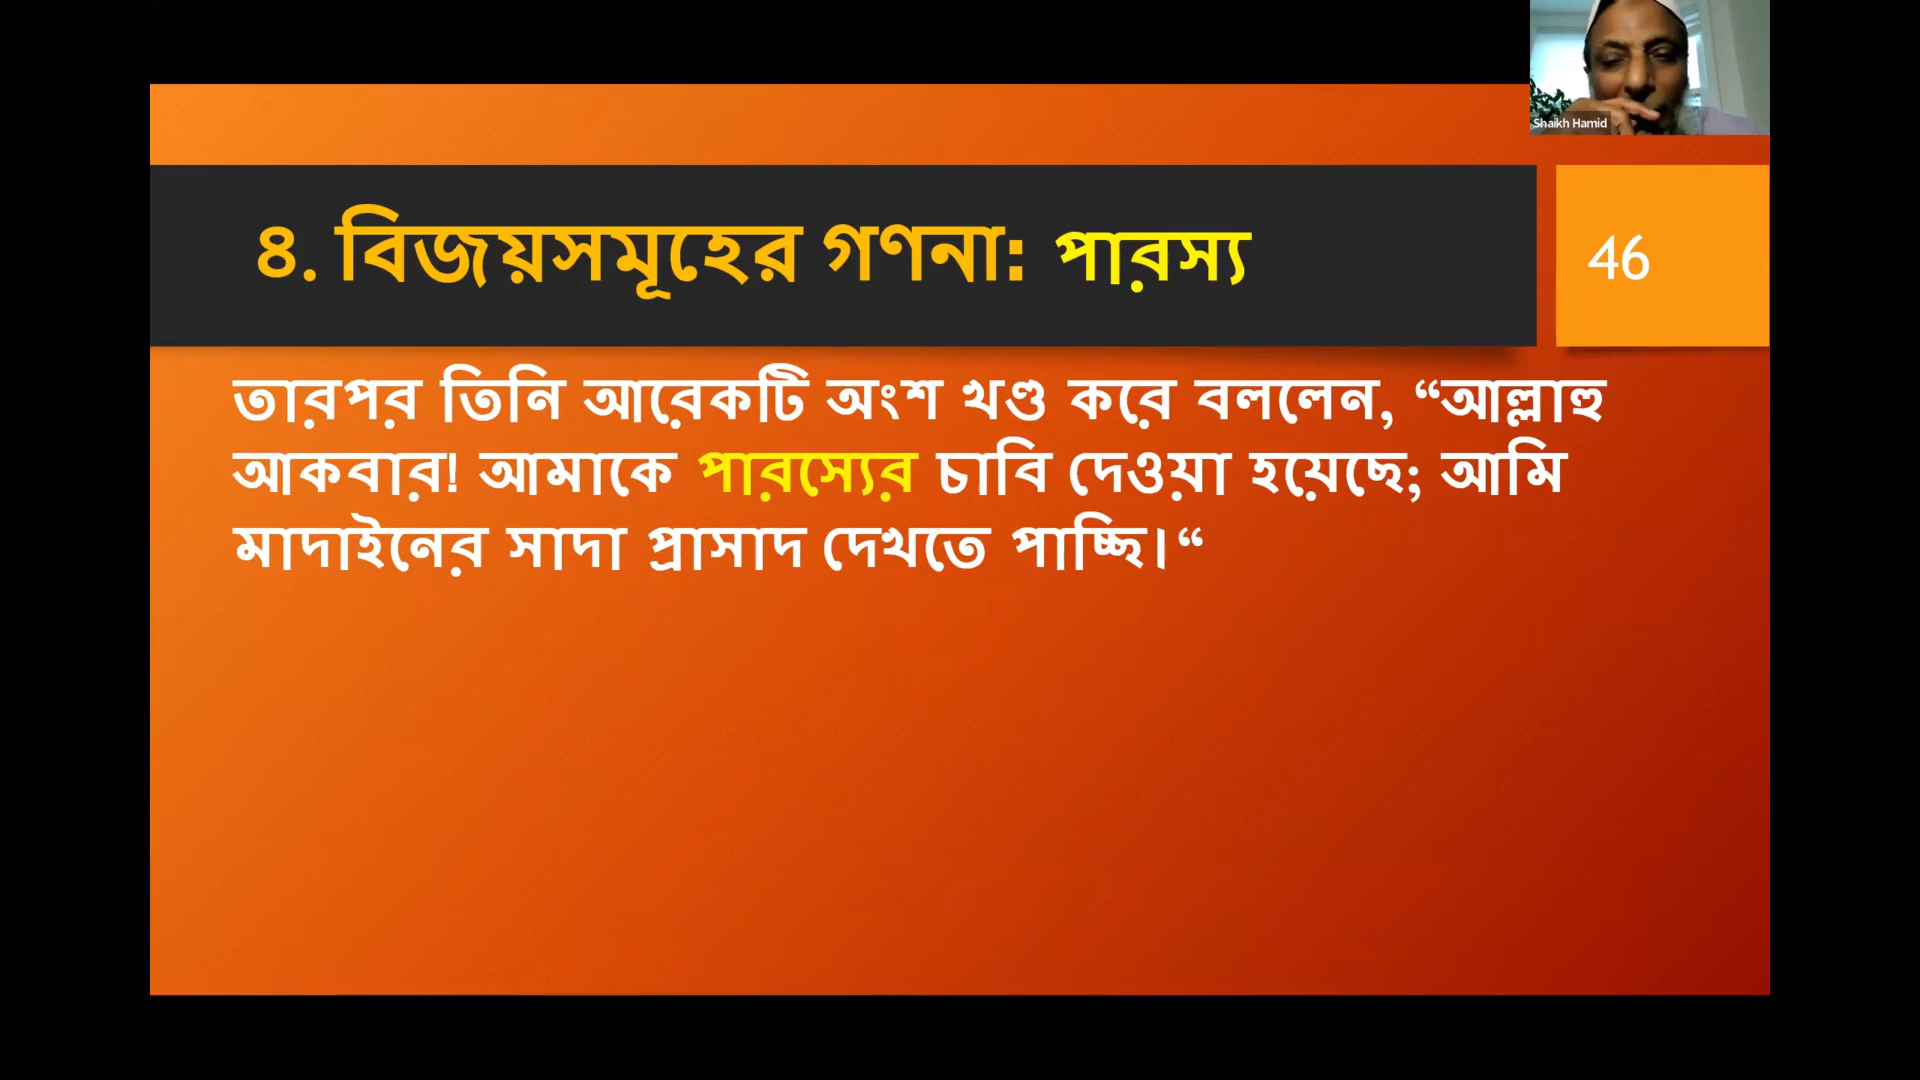 Shaikh Hamid
৪. বিজয়সমূহের গণনা: পারস্য
46
তারপর তিনি আরেকটি অংশ খণ্ড করে বললেন, “আল্লাহু
আকবার! আমাকে পারস্যের চাবি দেওয়া হয়েছে; আমি
মাদাইনের সাদা প্রাসাদ দেখতে পাচ্ছি।“